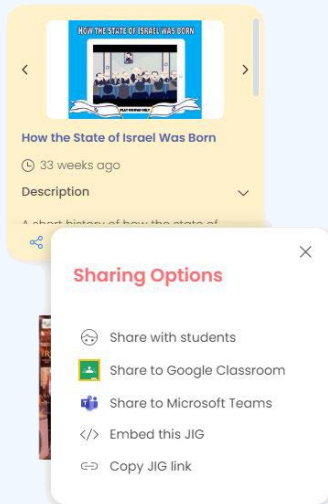 HOW THE STATE OF ISRAEL WAS BORN
How the State of Israel Was Born
33 weeks ago
Description
A short history of how the state of
Sharing Options
Share with students
Share to Google Classroom
Share to Microsoft Teams
Embed this JIG
Copy JIG link